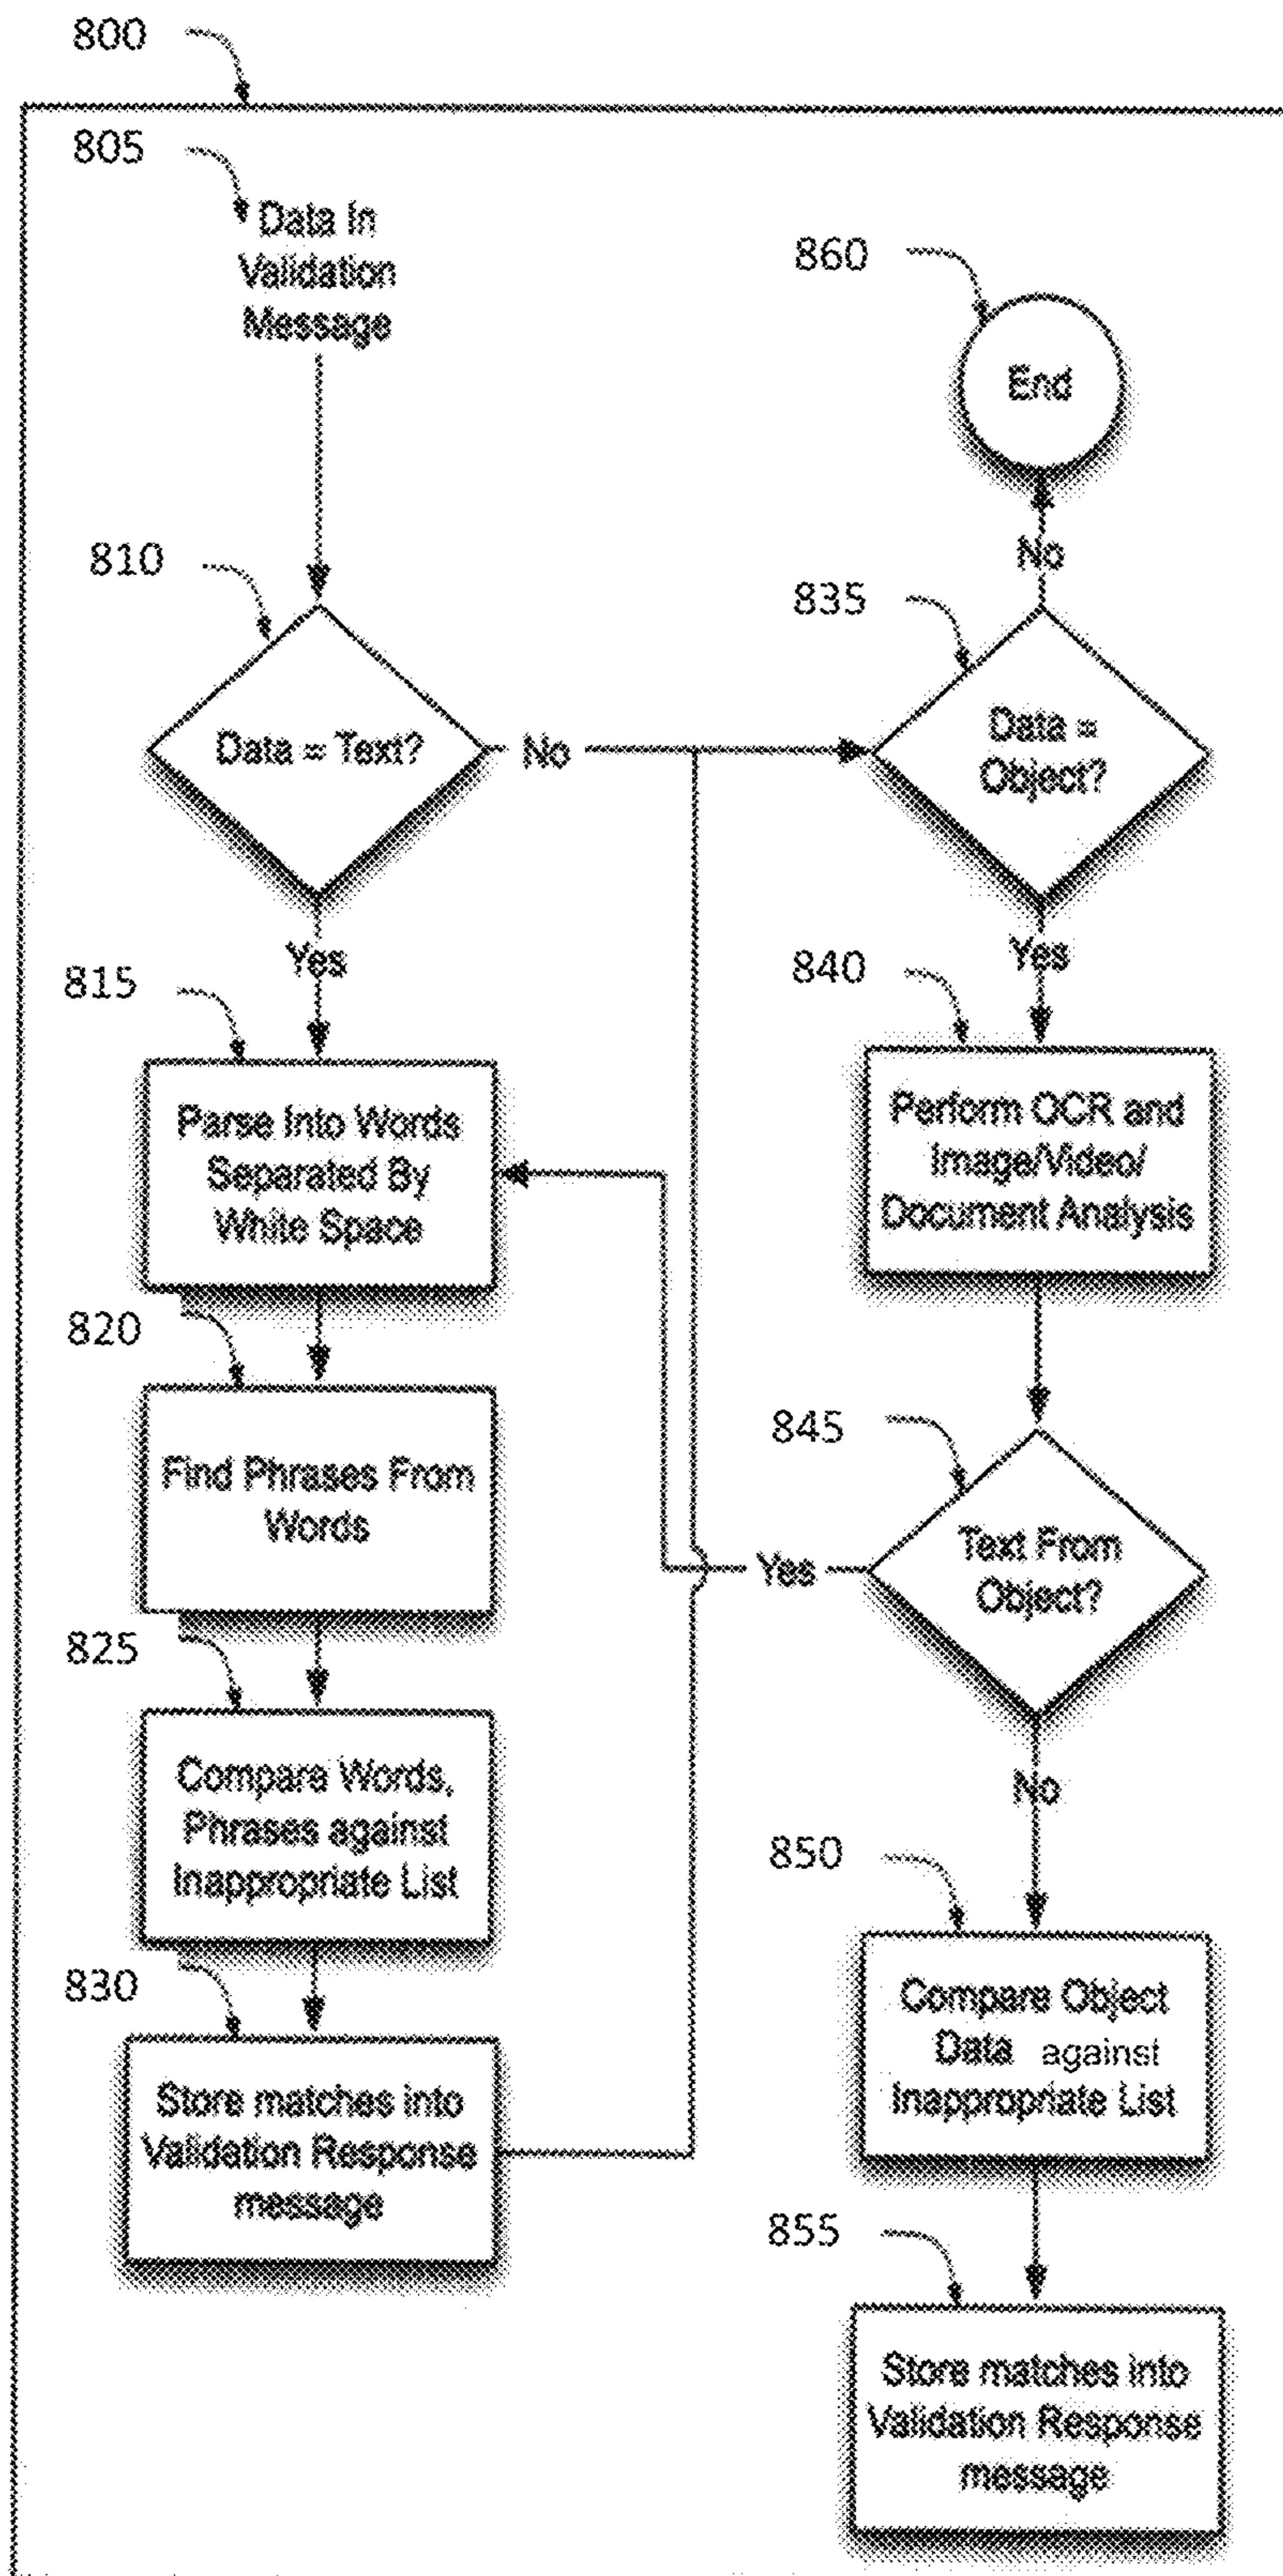 800
805
Data In
Validation
Message
860
End
No
810
835
Data = Text?
No
Data =
Object?
Yes
815
840
Yes
Parse Into Words
Separated By
White Space
Perform OCR and
Image/Video/
Document Analysis
820
845
Find Phrases From
Words
Yes
Text From
Object?
825
No
Compare Words,
Phrases against
Inappropriate List
850
Compare Object
Data against
Inappropriate List
830
Store matches into
Validation Response
message
855
Store matches into
Validation Response
message